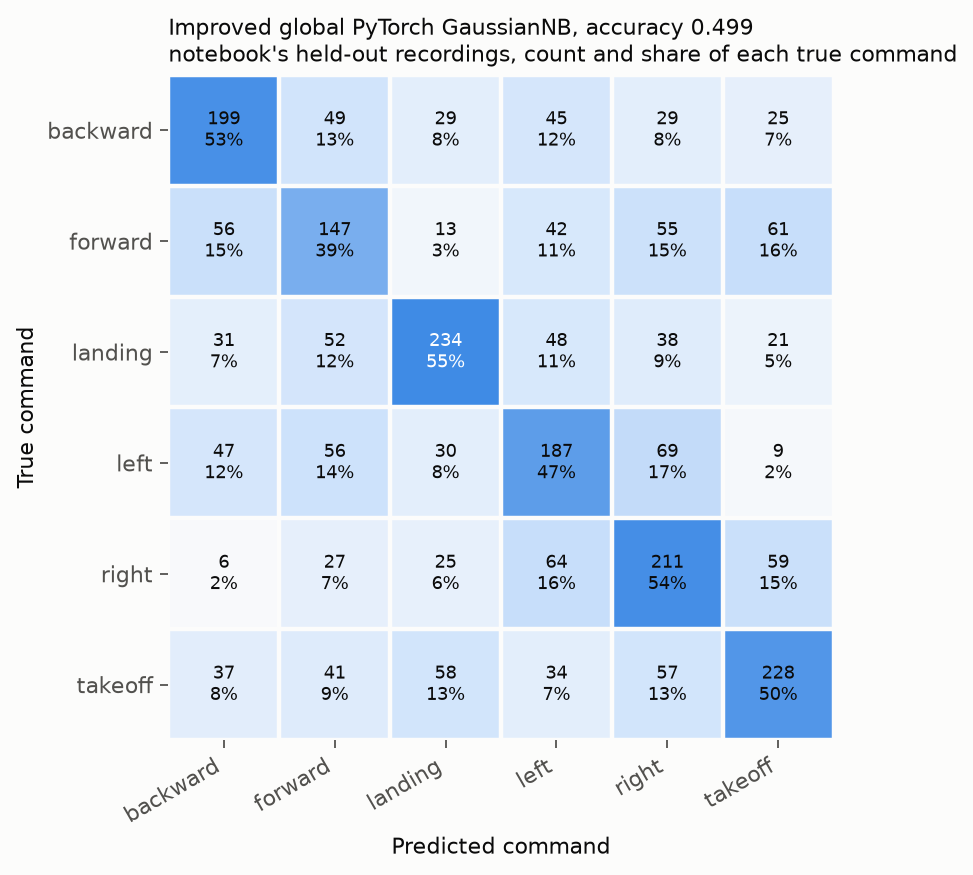 Improved global PyTorch GaussianNB, accuracy 0.499
notebook's held-out recordings, count and share of each true command
True command
backward
199 49 29 45 29 25
53% 13% 8% 12% 8% 7%
forward
56 147 13 42 55 61
15% 39% 3% 11% 15% 16%
landing
31 52 234 48 38 21
7% 12% 55% 11% 9% 5%
left
47 56 30 187 69 9
12% 14% 8% 47% 17% 2%
right
6 27 25 64 211 59
2% 7% 6% 16% 54% 15%
takeoff
37 41 58 34 57 228
8% 9% 13% 7% 13% 50%
backward forward landing left right takeoff
Predicted command